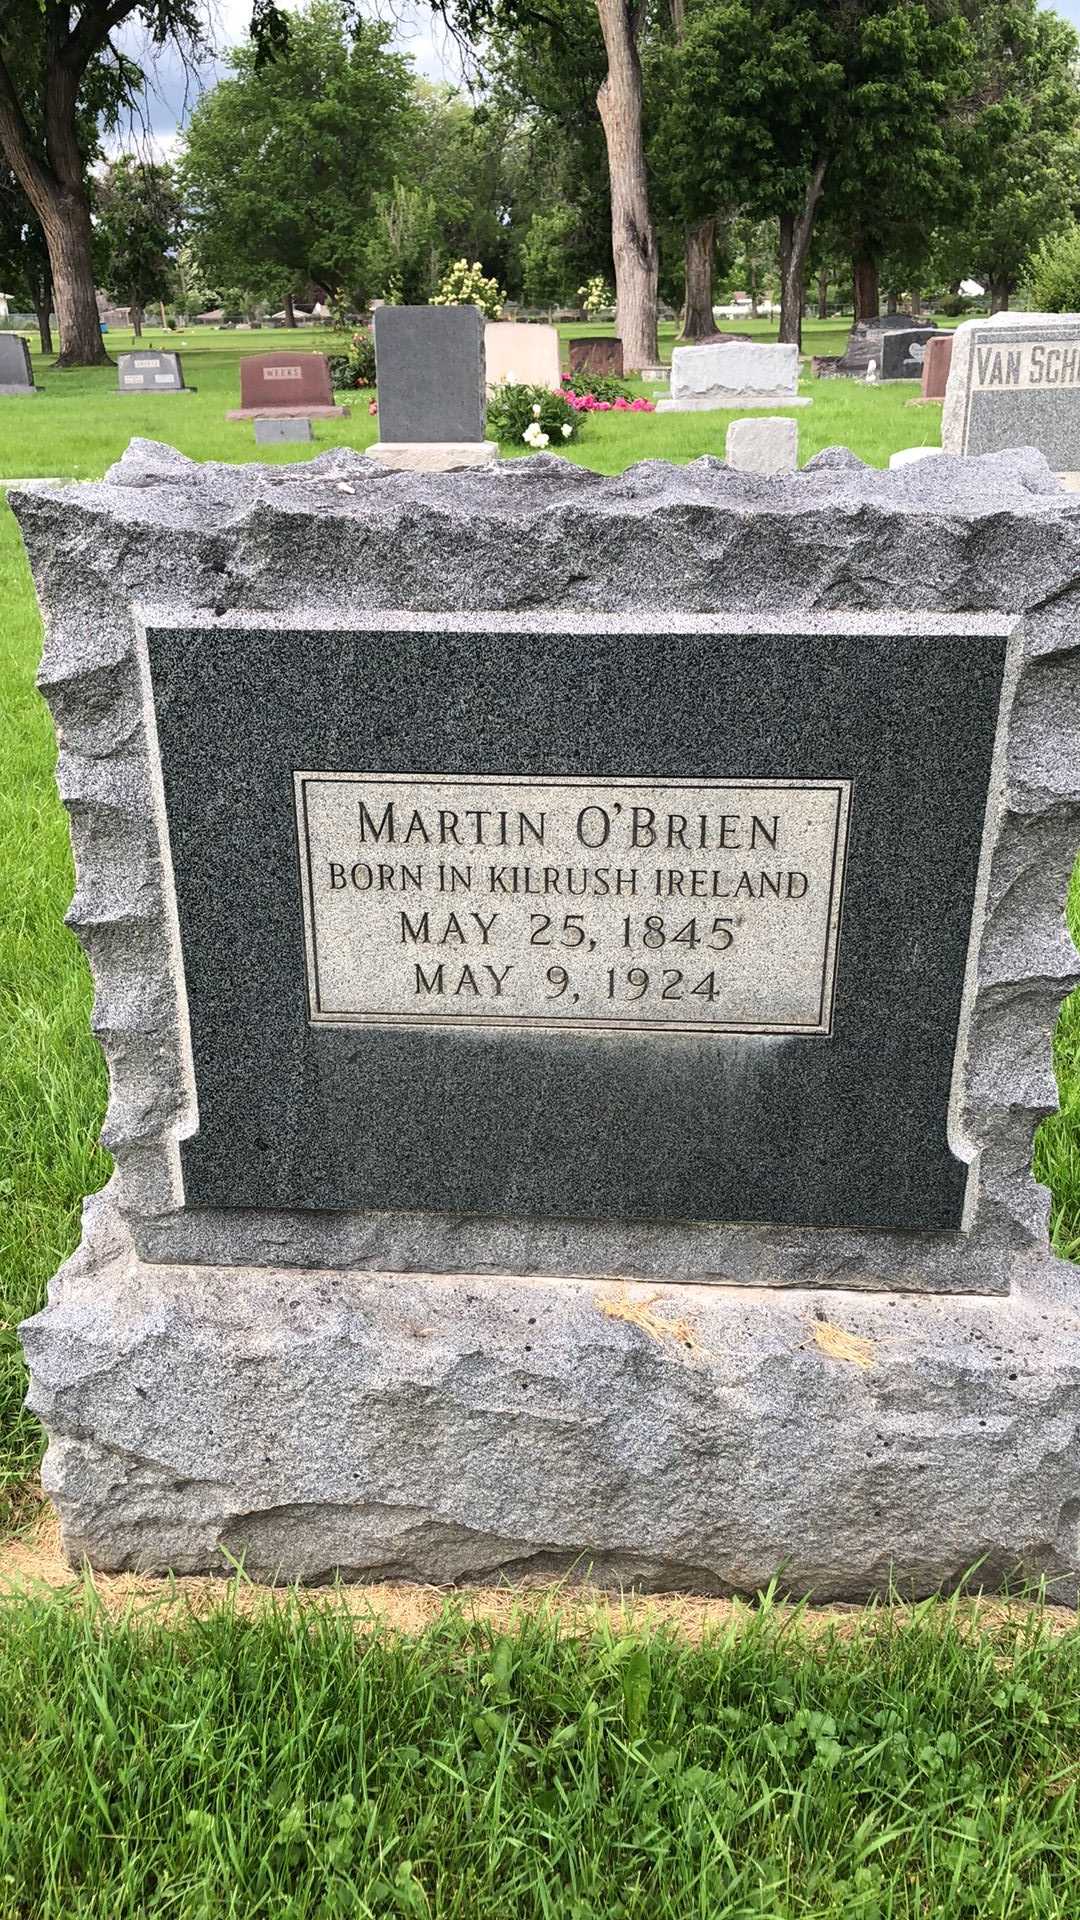 WEEKS
VAN SCH
MARTIN O'BRIEN
BORN IN KILRUSH IRELAND
MAY 25, 1845
MAY 9, 1924